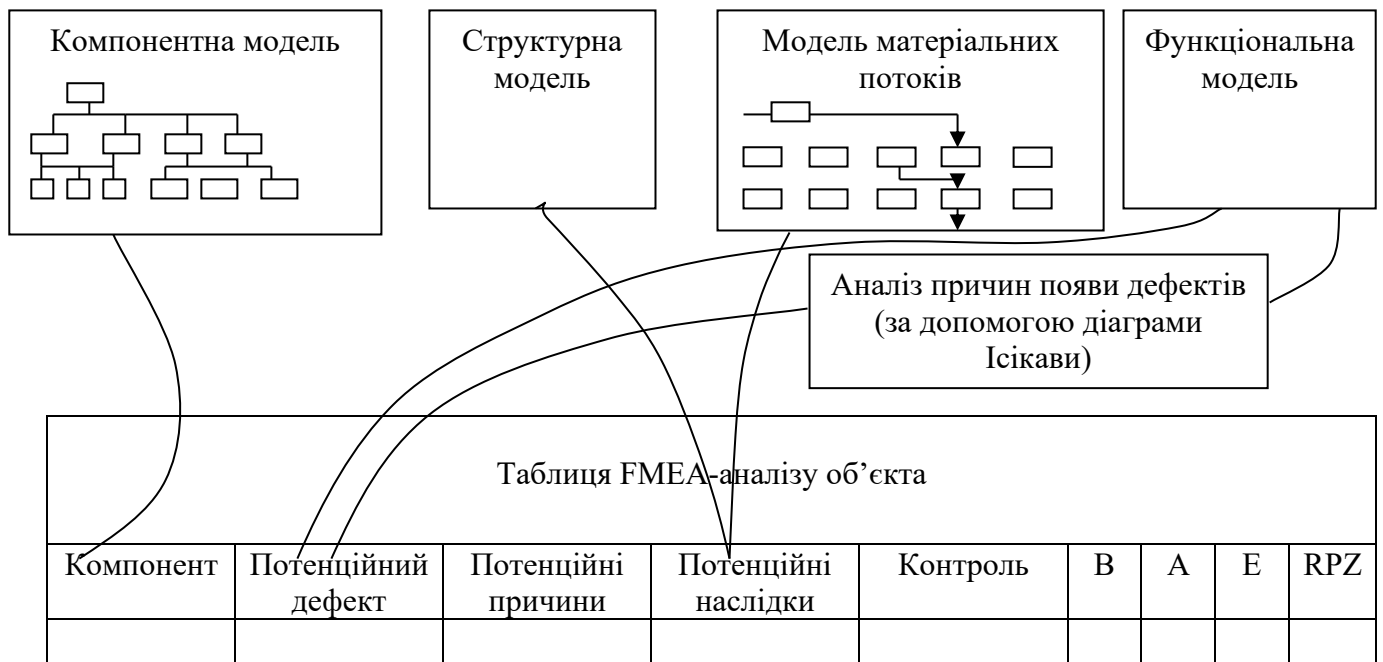 Компонентна модель
Структурна
модель
Модель матеріальних
потоків
Функціональна
модель
Аналіз причин появи дефектів
(за допомогою діаграми
Ісікави)
Таблиця FMEA-аналізу об’єкта
Компонент
Потенційний
дефект
Потенційні
причини
Потенційні
наслідки
Контроль
B
A
E
RPZ